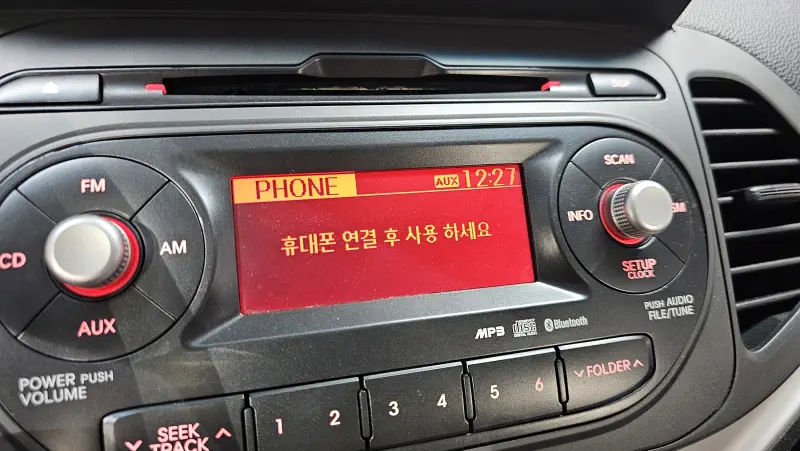 DISP
FM
CD
AM
AUX
POWER PUSH
VOLUME
PHONE AUX 12:27
휴대폰 연결 후 사용 하세요
SCAN
INFO
SETUP
CLOCK
PUSH AUDIO
FILE/TUNE
MP3 Bluetooth
SEEK
TRACK
1 2 3 4 5 6
FOLDER